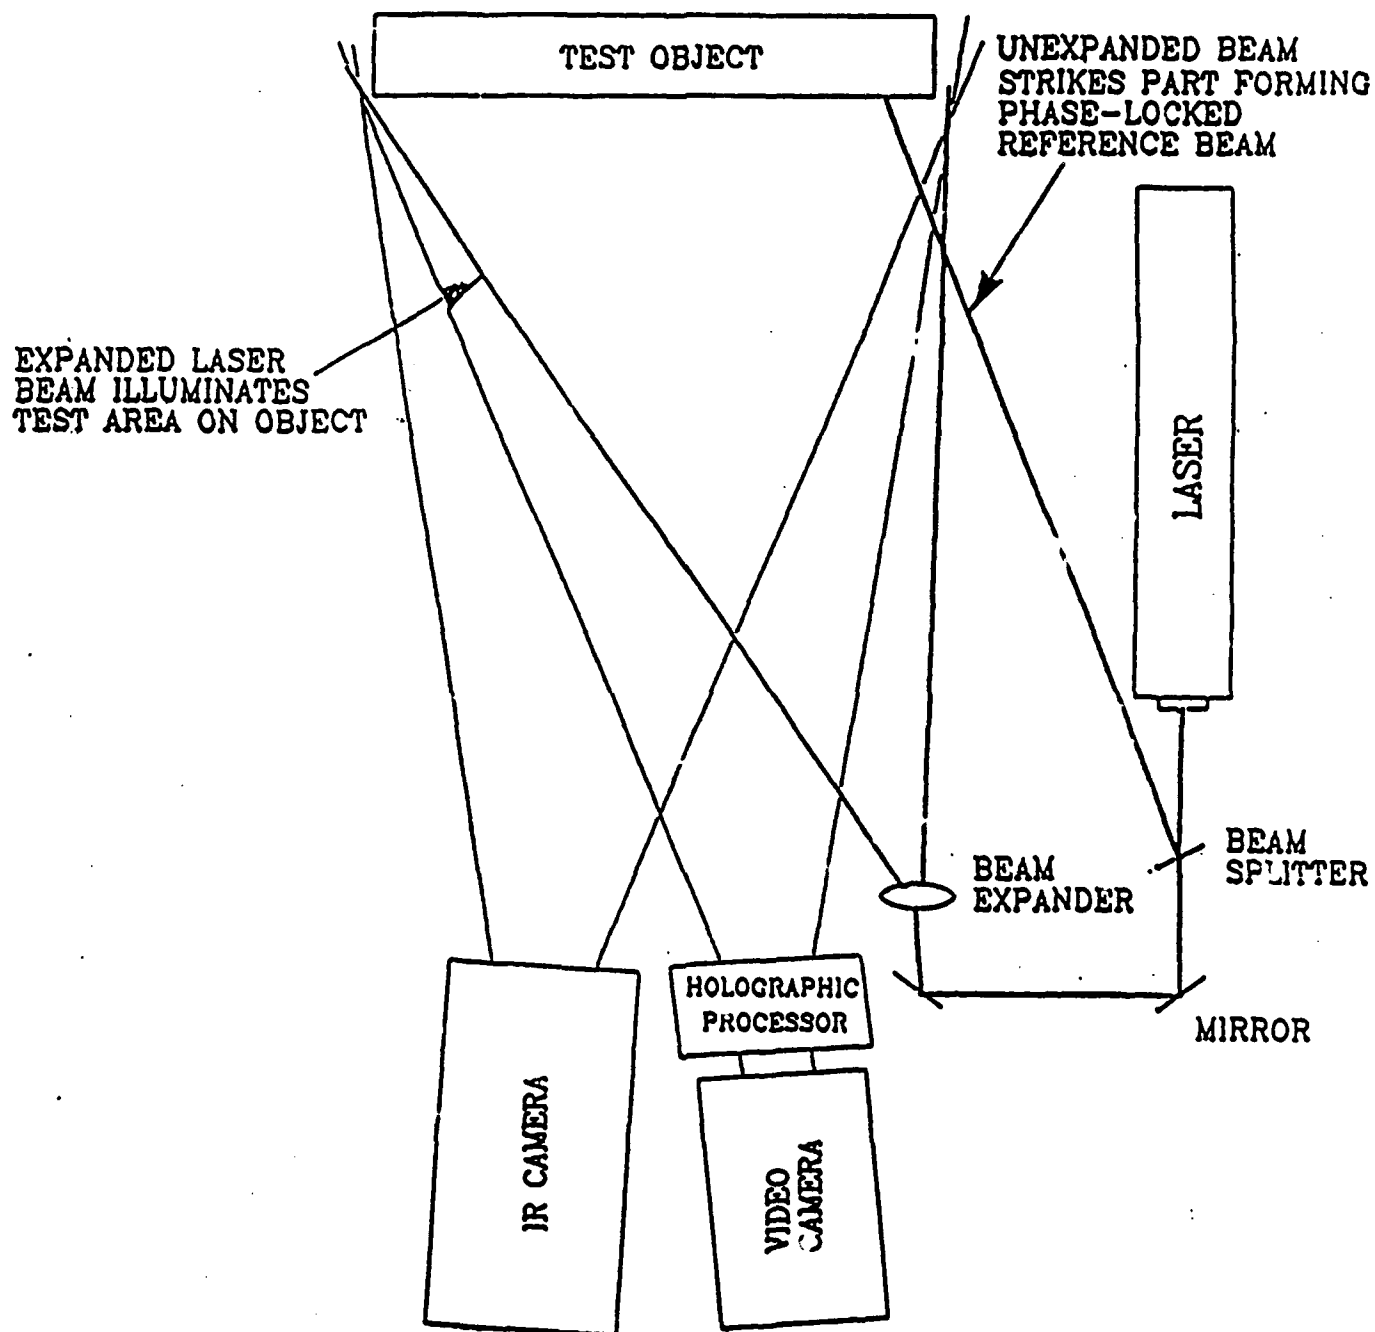 TEST OBJECT
UNEXPANDED BEAM
STRIKES PART FORMING
PHASE-LOCKED
REFERENCE BEAM
EXPANDED LASER
BEAM ILLUMINATES
TEST AREA ON OBJECT
LASER
BEAM
SPLITTER
BEAM
EXPANDER
HOLOGRAPHIC
PROCESSOR
MIRROR
IR CAMERA
VIDEO
CAMERA